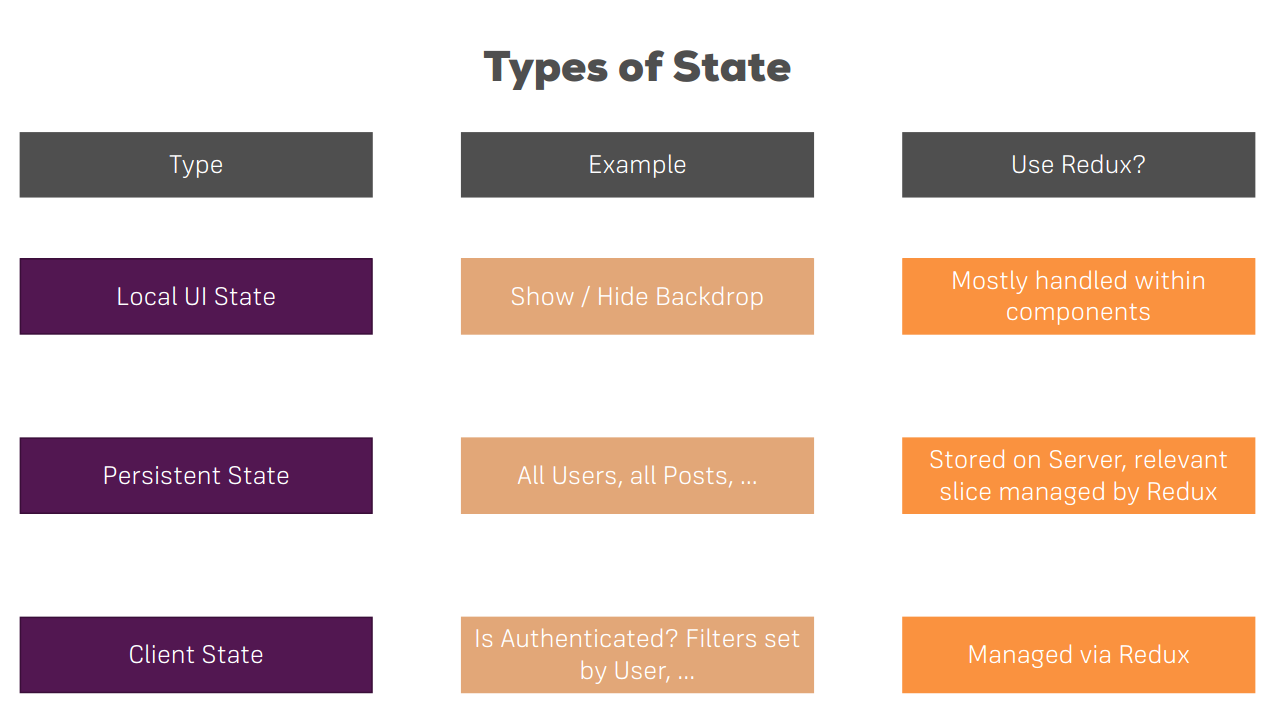 Types of State
Type
Example
Use Redux?
Local UI State
Show / Hide Backdrop
Mostly handled within
components
Persistent State
All Users, all Posts, ...
Stored on Server, relevant
slice managed by Redux
Client State
Is Authenticated? Filters set
by User, ...
Managed via Redux